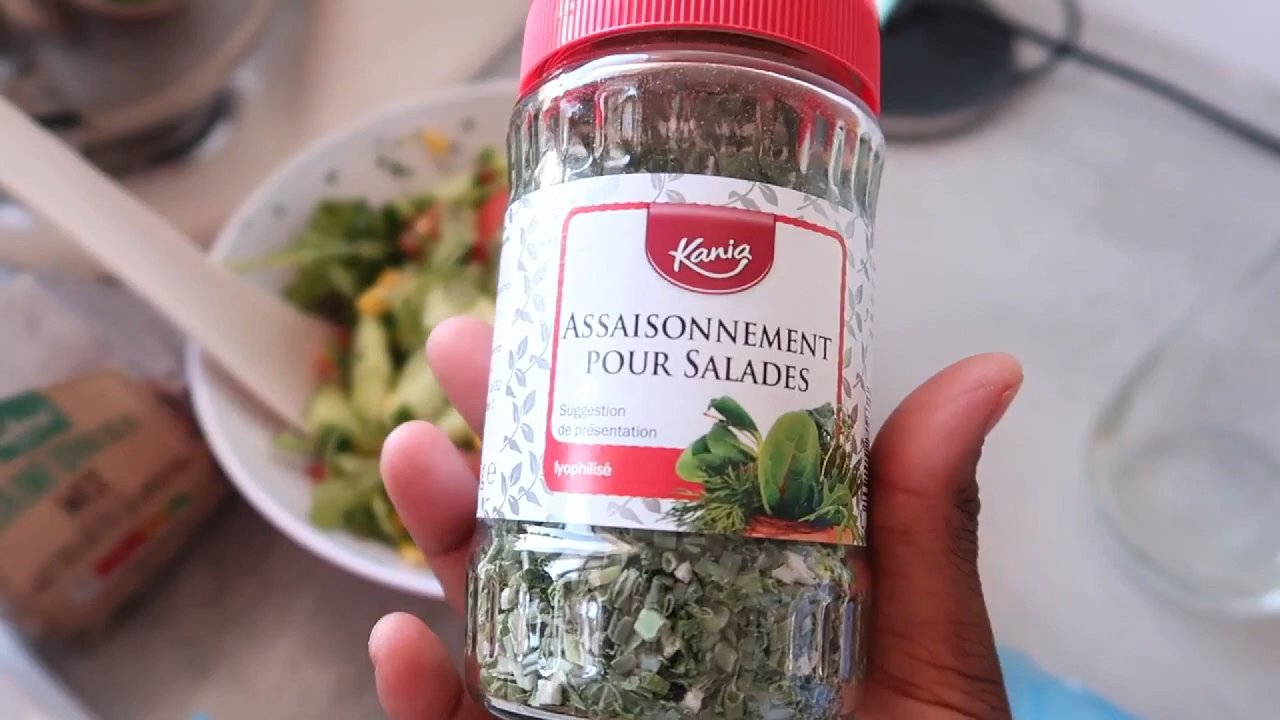 Kania
ASSAISONNEMENT
POUR SALADES
Suggestion
de présentation
lyophilisé